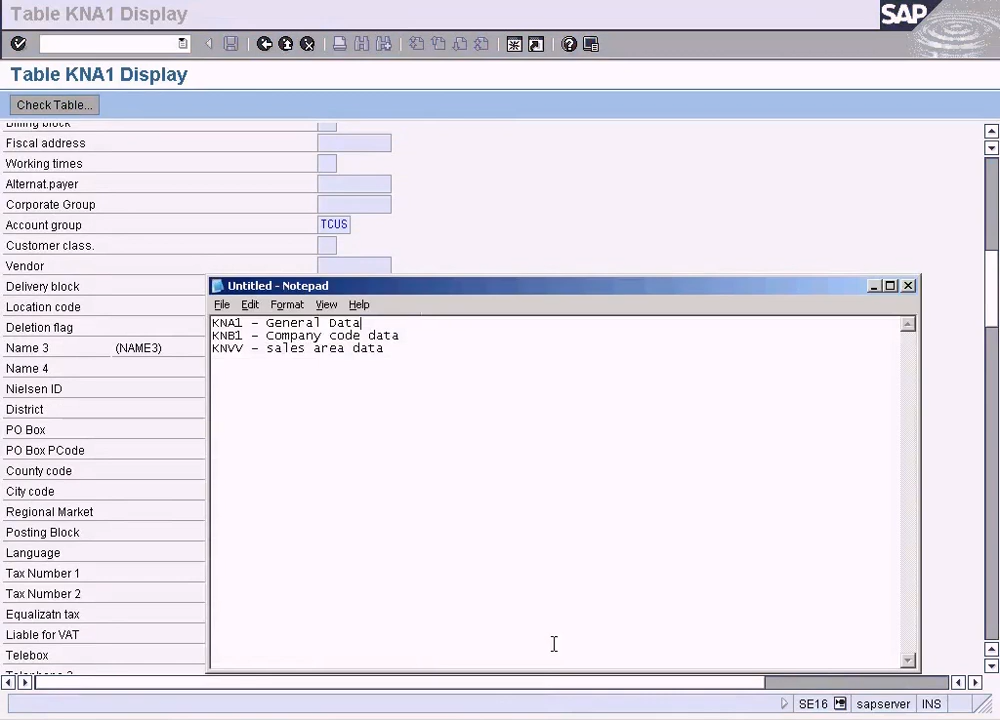 Table KNA1 Display
SAP
Table KNA1 Display
Check Table...
Billing block
Fiscal address
Working times
Alternat.payer
Corporate Group
Account group TCUS
Customer class.
Vendor
Delivery block
Location code
Deletion flag
Name 3 (NAME3)
Name 4
Nielsen ID
District
PO Box
PO Box PCode
County code
City code
Regional Market
Posting Block
Language
Tax Number 1
Tax Number 2
Equalizatn tax
Liable for VAT
Telebox
Untitled - Notepad
File Edit Format View Help
KNA1 - General Data
KNB1 - Company code data
KNVV - sales area data
SE16 sapserver INS